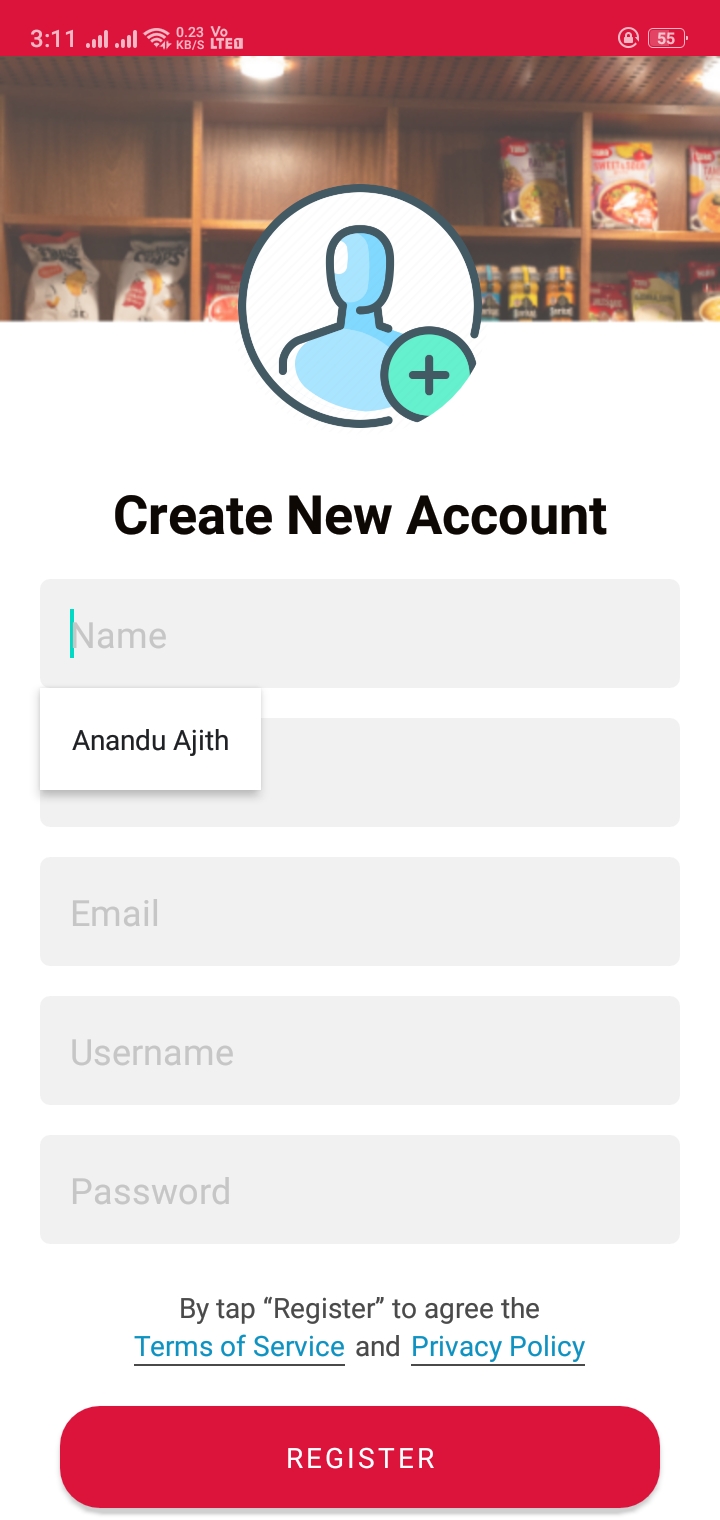 3:11 0.23 KB/S Vo LTE1 55
Create New Account
Name
Anandu Ajith
Email
Username
Password
By tap “Register” to agree the
Terms of Service and Privacy Policy
REGISTER